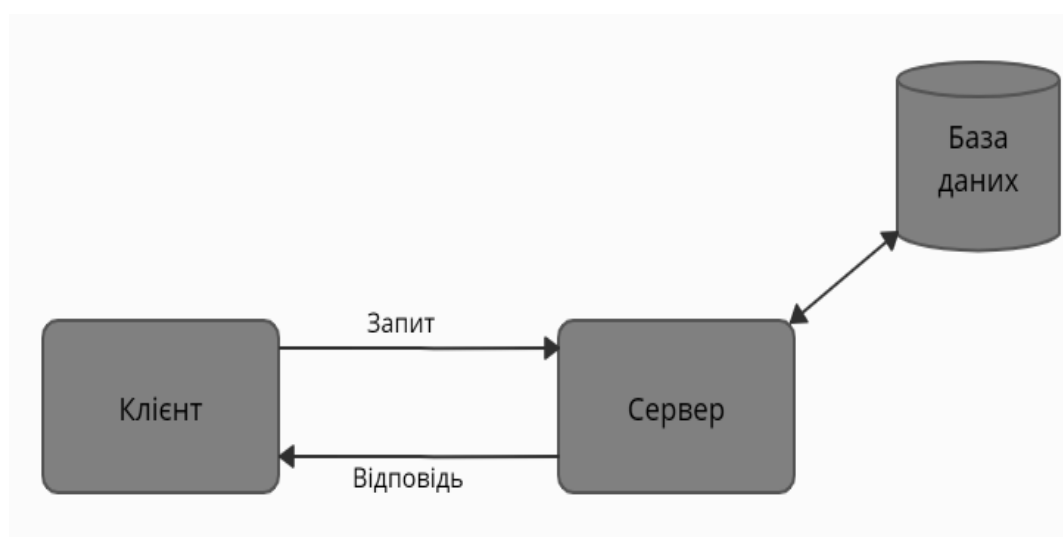 База
даних
Запит
Клієнт
Сервер
Відповідь